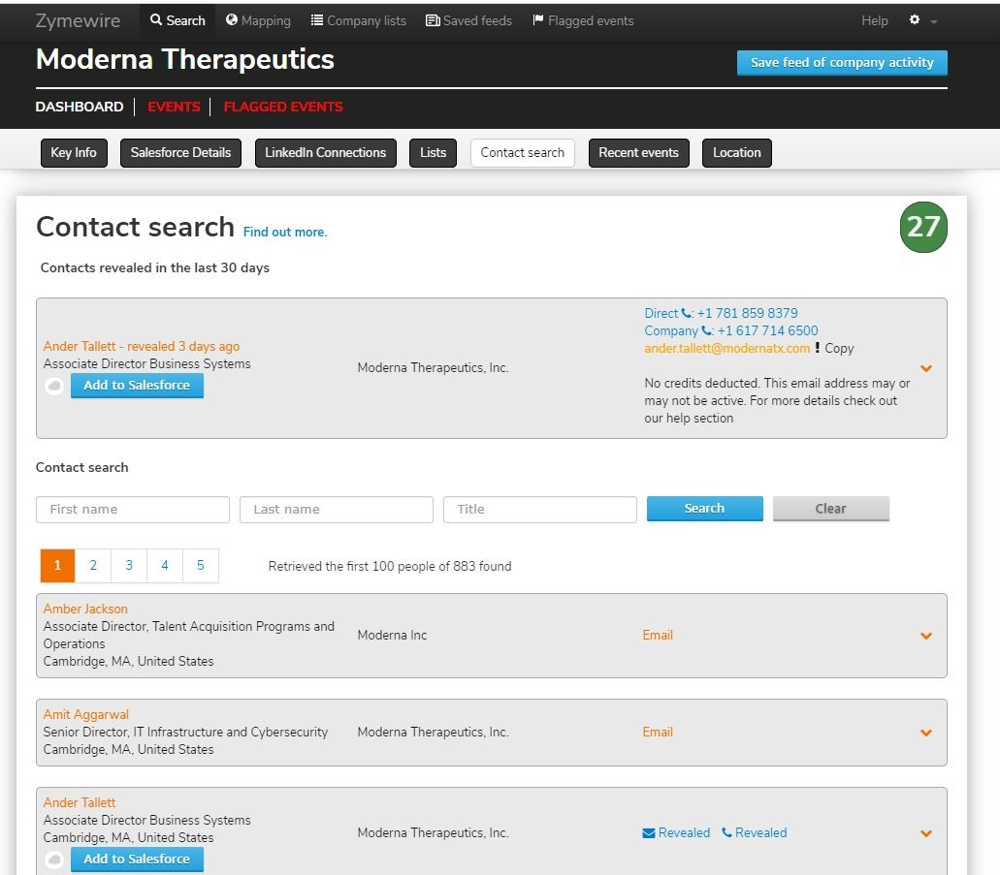 Zymewire Search Mapping Company lists Saved feeds Flagged events Help
Moderna Therapeutics
Save feed of company activity
DASHBOARD EVENTS FLAGGED EVENTS
Key Info Salesforce Details LinkedIn Connections Lists Contact search Recent events Location
Contact search Find out more.
27
Contacts revealed in the last 30 days
Ander Tallett - revealed 3 days ago
Associate Director Business Systems
Add to Salesforce
Moderna Therapeutics, Inc.
Direct : +1 781 859 8379
Company : +1 617 714 6500
ander.tallett@modernatx.com ! Copy
No credits deducted. This email address may or
may not be active. For more details check out
our help section
Contact search
First name Last name Title Search Clear
1 2 3 4 5 Retrieved the first 100 people of 883 found
Amber Jackson
Associate Director, Talent Acquisition Programs and
Operations
Cambridge, MA, United States
Moderna Inc
Email
Amit Aggarwal
Senior Director, IT Infrastructure and Cybersecurity
Cambridge, MA, United States
Moderna Therapeutics, Inc.
Email
Ander Tallett
Associate Director Business Systems
Cambridge, MA, United States
Add to Salesforce
Moderna Therapeutics, Inc.
Revealed Revealed